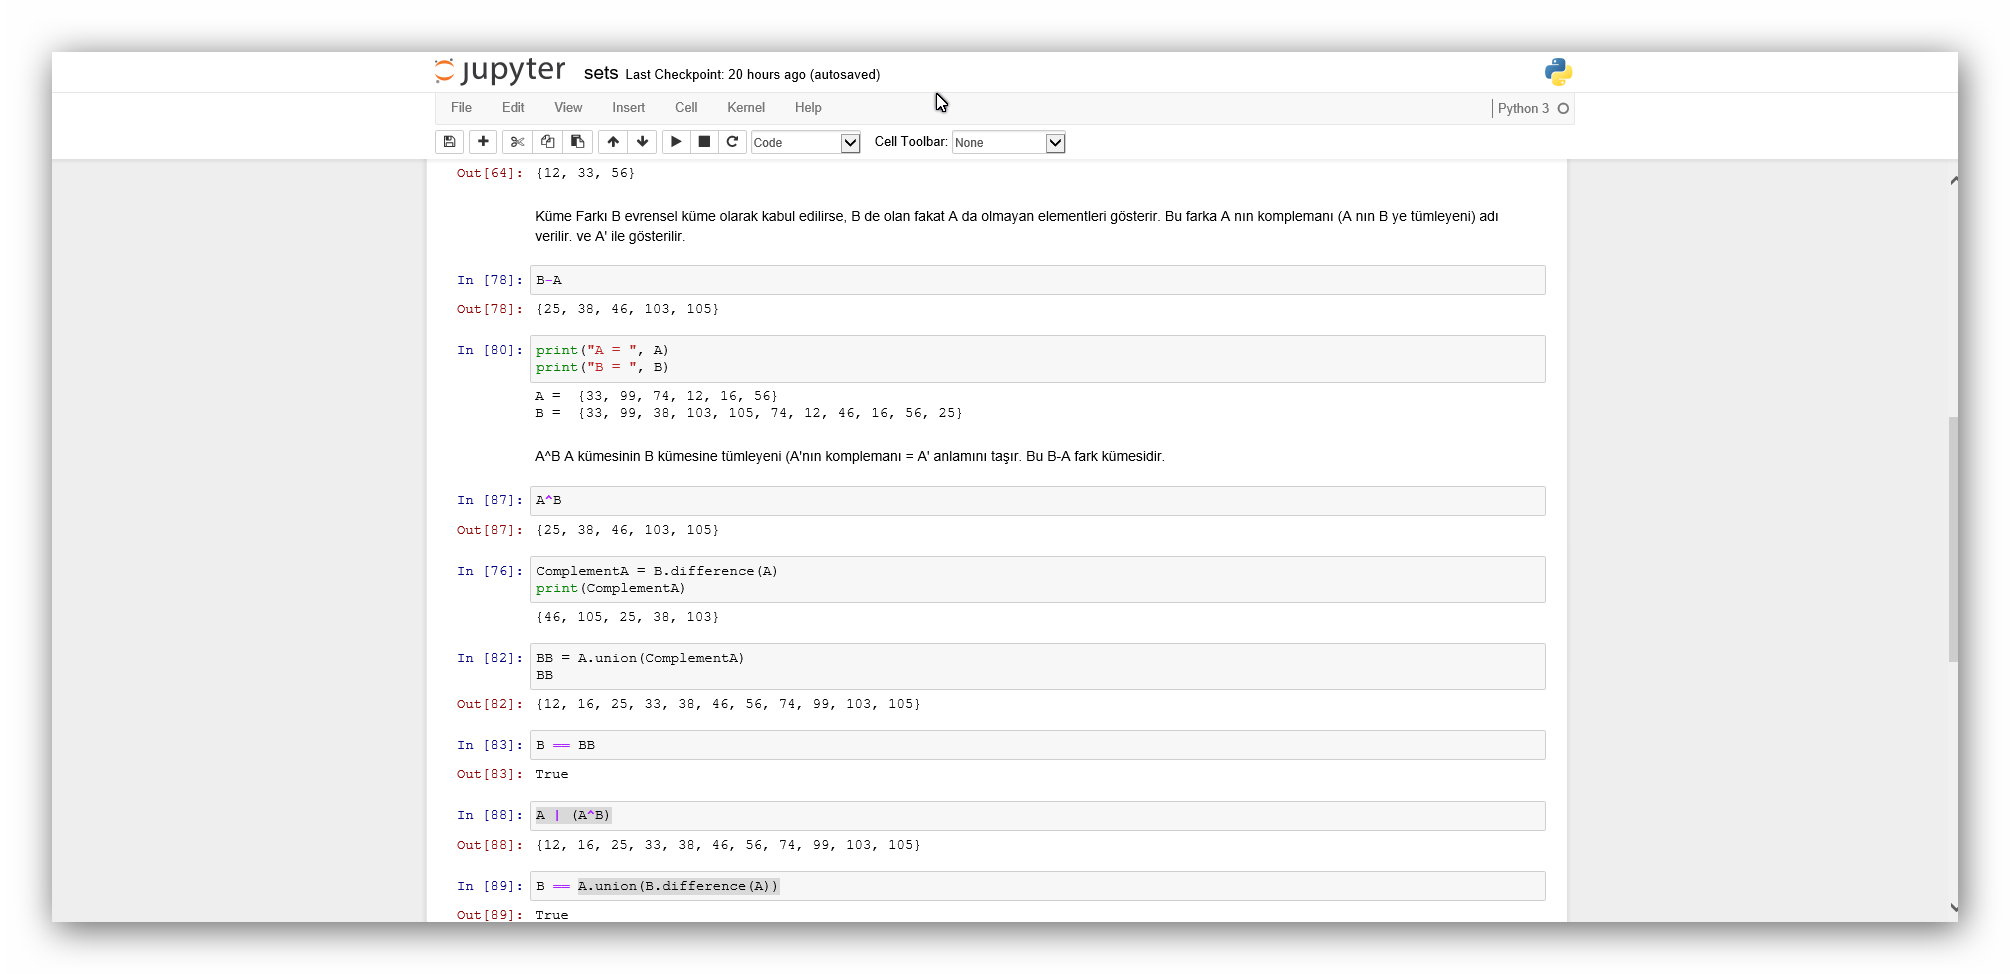 jupyter sets Last Checkpoint: 20 hours ago (autosaved)
File Edit View Insert Cell Kernel Help Python 3
Code Cell Toolbar: None
Out[64]: {12, 33, 56}
Küme Farkı B evrensel küme olarak kabul edilirse, B de olan fakat A da olmayan elementleri gösterir. Bu farka A nın komplemanı (A nın B ye tümleyeni) adı
verilir. ve A' ile gösterilir.
In [78]: B-A
Out[78]: {25, 38, 46, 103, 105}
In [80]: print("A = ", A)
print("B = ", B)
A =  {33, 99, 74, 12, 16, 56}
B =  {33, 99, 38, 103, 105, 74, 12, 46, 16, 56, 25}
A^B A kümesinin B kümesine tümleyeni (A'nın komplemanı = A' anlamını taşır. Bu B-A fark kümesidir.
In [87]: A^B
Out[87]: {25, 38, 46, 103, 105}
In [76]: ComplementA = B.difference(A)
print(ComplementA)
{46, 105, 25, 38, 103}
In [82]: BB = A.union(ComplementA)
BB
Out[82]: {12, 16, 25, 33, 38, 46, 56, 74, 99, 103, 105}
In [83]: B == BB
Out[83]: True
In [88]: A | (A^B)
Out[88]: {12, 16, 25, 33, 38, 46, 56, 74, 99, 103, 105}
In [89]: B == A.union(B.difference(A))
Out[89]: True